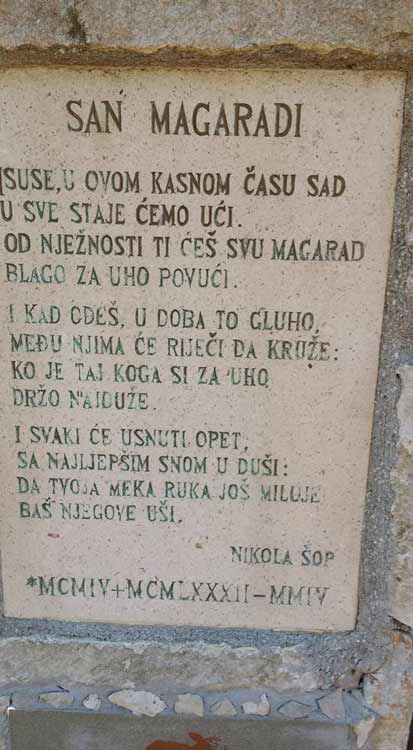 SAN MAGARADI
ISUSE, U OVOM KASNOM ČASU SAD
U SVE STAJE ĆEMO UĆI.
OD NJEŽNOSTI TI ĆEŠ SVU MAGARAD
BLAGO ZA UHO POVUĆI.
I KAD ODEŠ, U DOBA TO GLUHO,
MEĐU NJIMA ĆE RIJEČI DA KRUŽE:
KO JE TAJ KOGA SI ZA UHO
DRŽO NAJDUŽE.
I SVAKI ĆE USNUTI OPET,
SA NAJLJEPŠIM SNOM U DUŠI:
DA TVOJA MEKA RUKA JOŠ MILUJE
BAŠ NJEGOVE UŠI.
NIKOLA ŠOP
*MCMIV+MCMLXXXII-MMIV